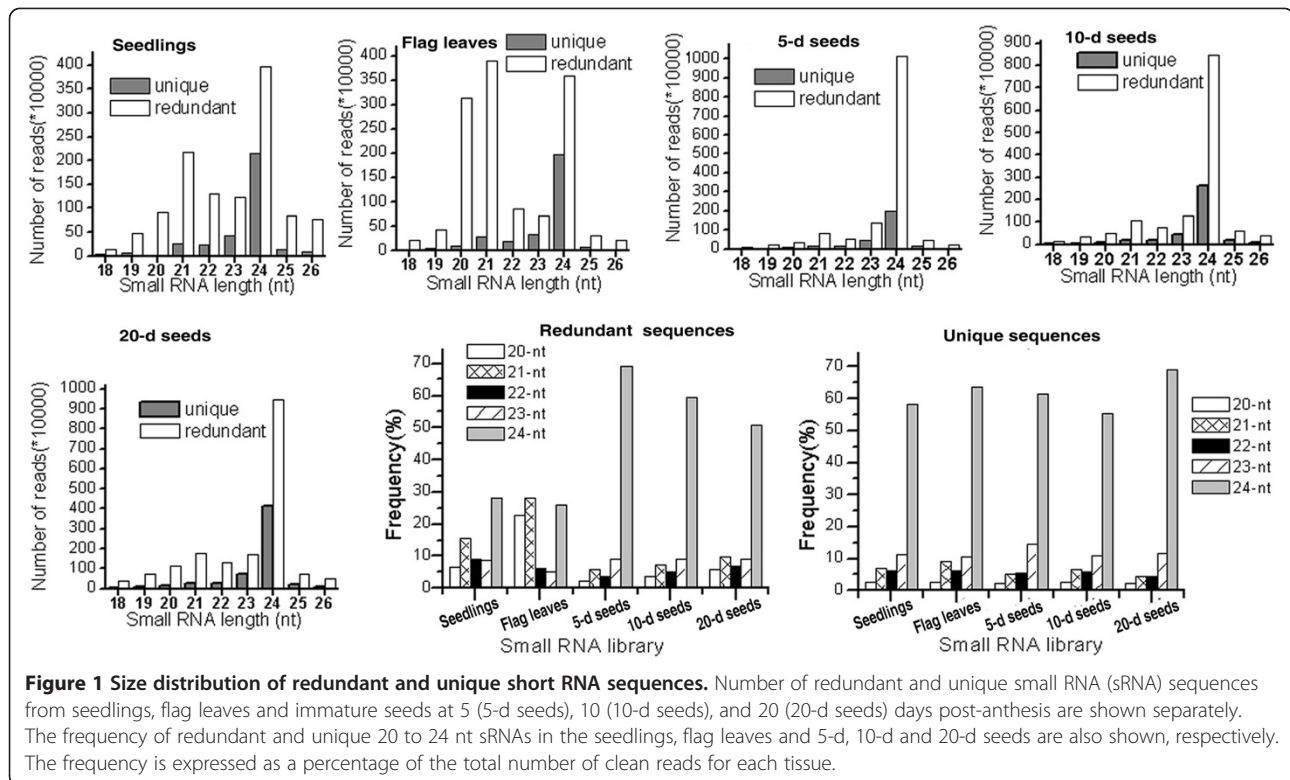 Seedlings
Number of reads(*10000)
400
350
300
250
200
150
100
50
0
unique
redundant
18 19 20 21 22 23 24 25 26
Small RNA length (nt)
Flag leaves
unique
redundant
Number of reads(*10000)
400
350
300
250
200
150
100
50
0
18 19 20 21 22 23 24 25 26
Small RNA length (nt)
5-d seeds
unique
redundant
Number of reads(*10000)
1000
900
800
700
600
500
400
300
200
100
0
18 19 20 21 22 23 24 25 26
Small RNA length (nt)
10-d seeds
unique
redundant
Number of reads(*10000)
900
800
700
600
500
400
300
200
100
0
18 19 20 21 22 23 24 25 26
Small RNA length (nt)
20-d seeds
unique
redundant
Number of reads(*10000)
1000
900
800
700
600
500
400
300
200
100
0
18 19 20 21 22 23 24 25 26
Small RNA length (nt)
Redundant sequences
20-nt
21-nt
22-nt
23-nt
24-nt
Frequency(%)
70
60
50
40
30
20
10
0
Seedlings Flag leaves 5-d seeds 10-d seeds 20-d seeds
Small RNA library
Unique sequences
Frequency(%)
70
60
50
40
30
20
10
0
20-nt
21-nt
22-nt
23-nt
24-nt
Seedlings Flag leaves 5-d seeds 10-d seeds 20-d seeds
Small RNA library
Figure 1 Size distribution of redundant and unique short RNA sequences. Number of redundant and unique small RNA (sRNA) sequences
from seedlings, flag leaves and immature seeds at 5 (5-d seeds), 10 (10-d seeds), and 20 (20-d seeds) days post-anthesis are shown separately.
The frequency of redundant and unique 20 to 24 nt sRNAs in the seedlings, flag leaves and 5-d, 10-d and 20-d seeds are also shown, respectively.
The frequency is expressed as a percentage of the total number of clean reads for each tissue.